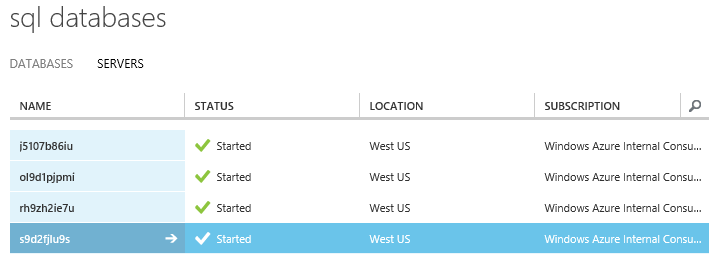 sql databases
DATABASES SERVERS
NAME STATUS LOCATION SUBSCRIPTION
j5107b86iu Started West US Windows Azure Internal Consu...
ol9d1pjpmi Started West US Windows Azure Internal Consu...
rh9zh2ie7u Started West US Windows Azure Internal Consu...
s9d2fjlu9s Started West US Windows Azure Internal Consu...